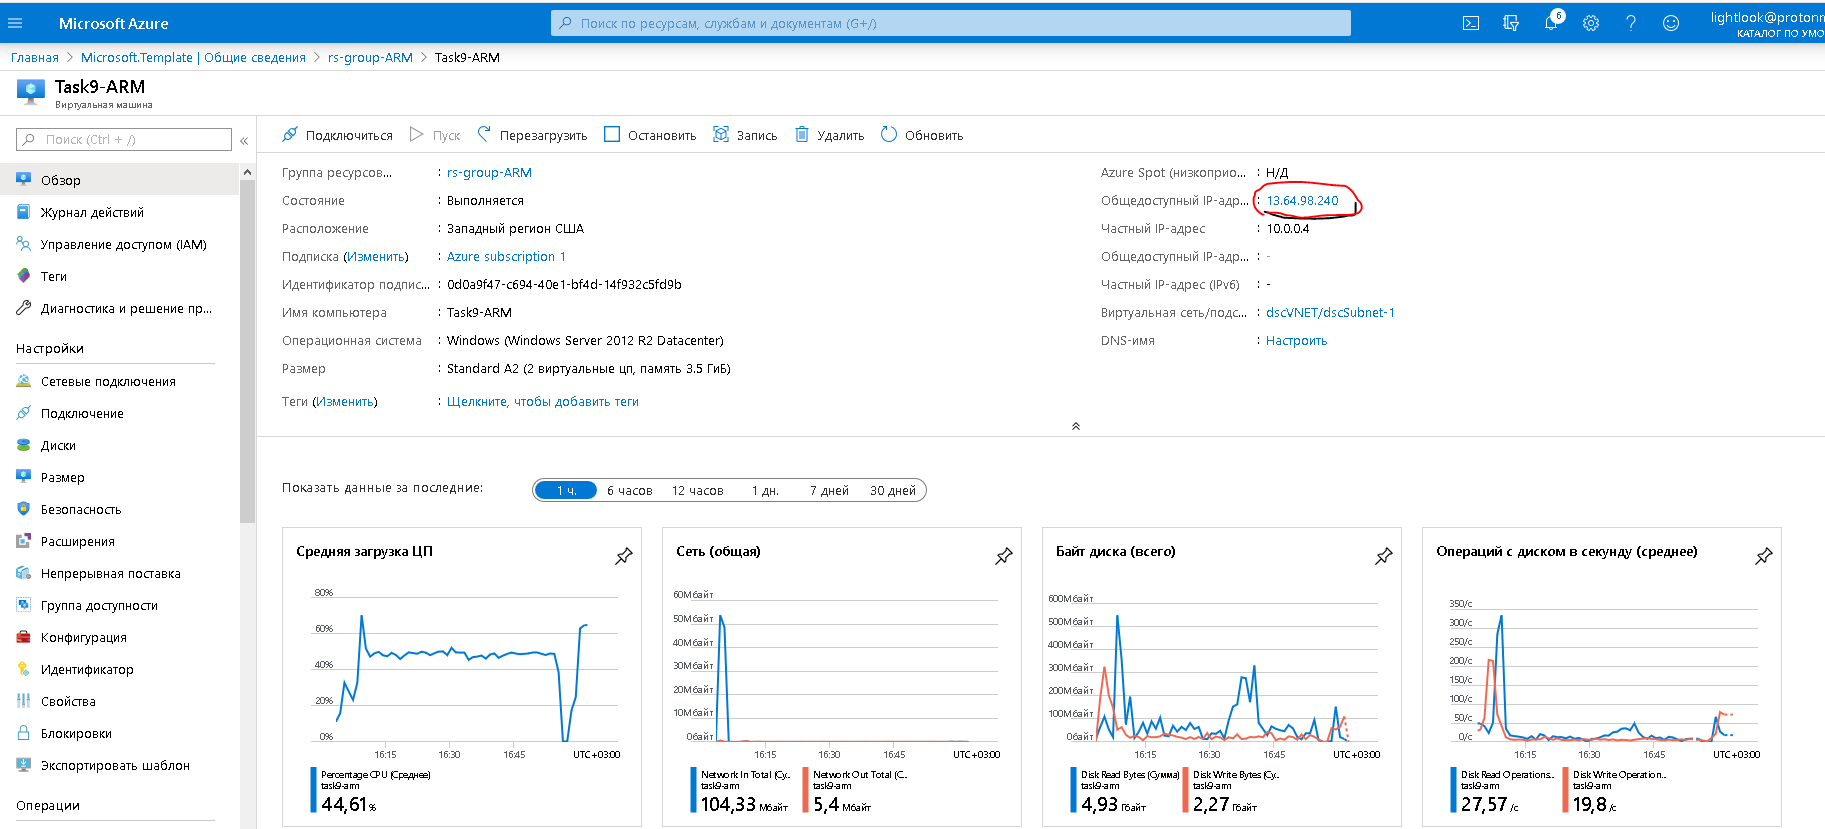 Microsoft Azure
Поиск по ресурсам, службам и документам (G+/)
6
lightlook@protonm
КАТАЛОГ ПО УМО
Главная > Microsoft.Template | Общие сведения > rs-group-ARM > Task9-ARM
Task9-ARM
Виртуальная машина
Поиск (Ctrl + /)
«
Обзор
Журнал действий
Управление доступом (IAM)
Теги
Диагностика и решение пр...
Настройки
Сетевые подключения
Подключение
Диски
Размер
Безопасность
Расширения
Непрерывная поставка
Группа доступности
Конфигурация
Идентификатор
Свойства
Блокировки
Экспортировать шаблон
Операции
Подключиться Пуск Перезагрузить Остановить Запись Удалить Обновить
Группа ресурсов... : rs-group-ARM
Состояние : Выполняется
Расположение : Западный регион США
Подписка (Изменить) : Azure subscription 1
Идентификатор подпис... : 0d0a9f47-c694-40e1-bf4d-14f932c5fd9b
Имя компьютера : Task9-ARM
Операционная система : Windows (Windows Server 2012 R2 Datacenter)
Размер : Standard A2 (2 виртуальные цп, память 3.5 ГиБ)
Теги (Изменить) : Щелкните, чтобы добавить теги
Azure Spot (низкоприо... : Н/Д
Общедоступный IP-адр... : 13.64.98.240
Частный IP-адрес : 10.0.0.4
Общедоступный IP-адр... : -
Частный IP-адрес (IPv6) : -
Виртуальная сеть/подс... : dscVNET/dscSubnet-1
DNS-имя : Настроить
Показать данные за последние: 1 ч. 6 часов 12 часов 1 дн. 7 дней 30 дней
Средняя загрузка ЦП
80%
60%
40%
20%
0%
16:15 16:30 16:45 UTC+03:00
Percentage CPU (Среднее)
task9-arm
44,61 %
Сеть (общая)
60Мбайт
50Мбайт
40Мбайт
30Мбайт
20Мбайт
10Мбайт
0байт
16:15 16:30 16:45 UTC+03:00
Network In Total (Су..
task9-arm
104,33 Мбайт
Network Out Total (С..
task9-arm
5,4 Мбайт
Байт диска (всего)
600Мбайт
500Мбайт
400Мбайт
300Мбайт
200Мбайт
100Мбайт
0байт
16:15 16:30 16:45 UTC+03:00
Disk Read Bytes (Сумма)
task9-arm
4,93 Гбайт
Disk Write Bytes (Су..
task9-arm
2,27 Гбайт
Операций с диском в секунду (среднее)
350/с
300/с
250/с
200/с
150/с
100/с
50/с
0/с
16:15 16:30 16:45 UTC+03:00
Disk Read Operations..
task9-arm
27,57 /с
Disk Write Operation..
task9-arm
19,8 /с